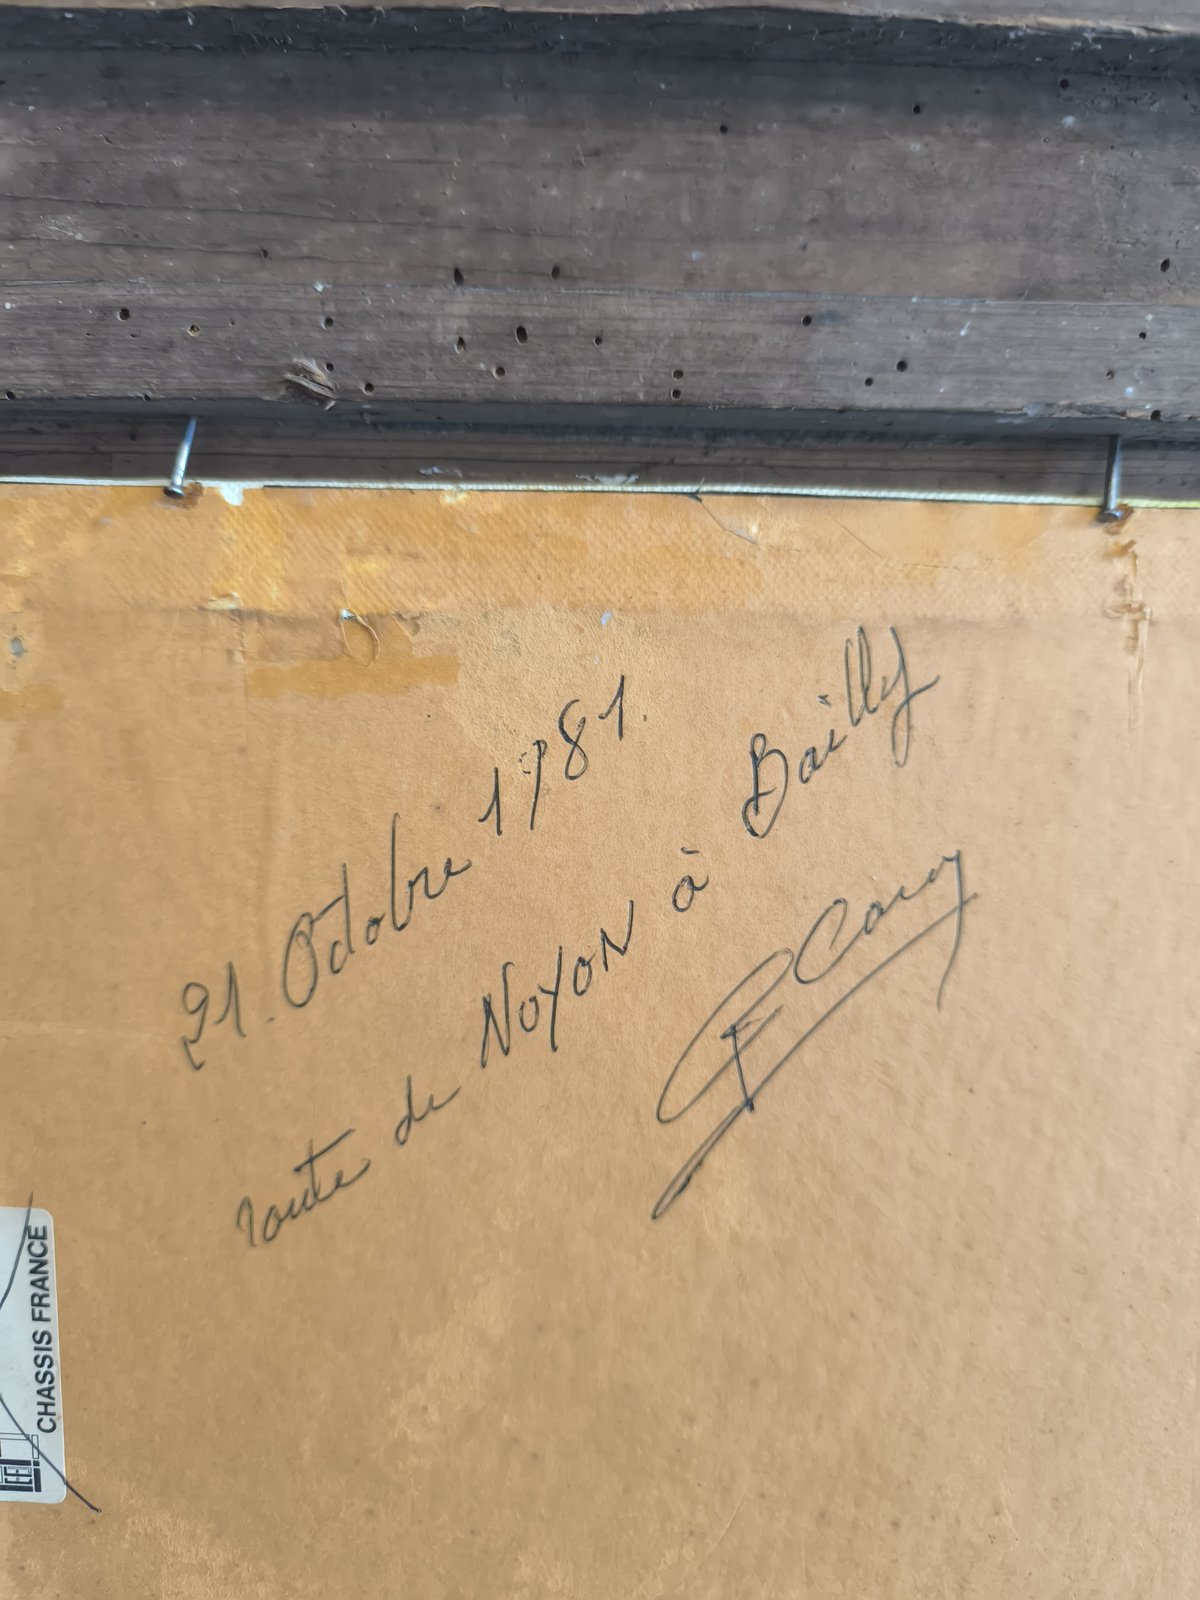 21. Octobre 1981.
route de NOYON à Bailly
CHASSIS FRANCE